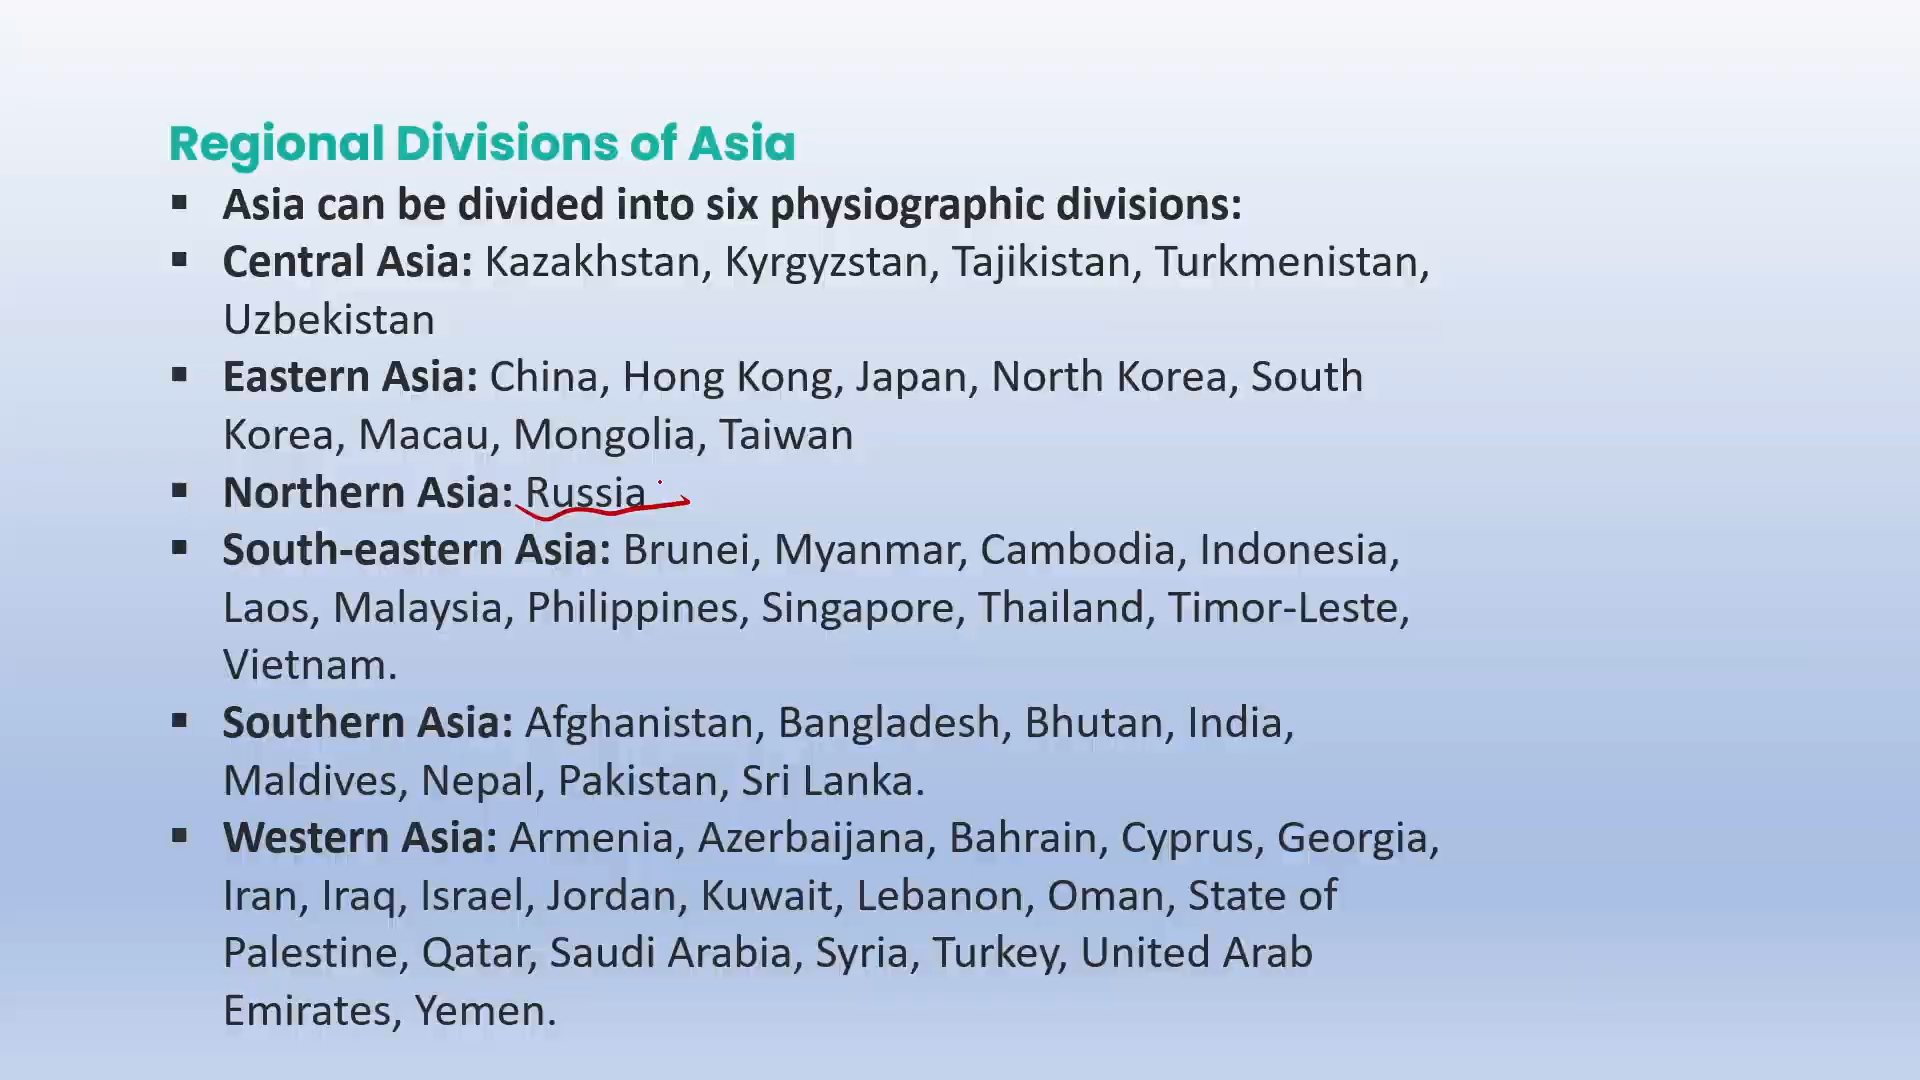 Regional Divisions of Asia
▪ Asia can be divided into six physiographic divisions:
▪ Central Asia: Kazakhstan, Kyrgyzstan, Tajikistan, Turkmenistan,
Uzbekistan
▪ Eastern Asia: China, Hong Kong, Japan, North Korea, South
Korea, Macau, Mongolia, Taiwan
▪ Northern Asia: Russia
▪ South-eastern Asia: Brunei, Myanmar, Cambodia, Indonesia,
Laos, Malaysia, Philippines, Singapore, Thailand, Timor-Leste,
Vietnam.
▪ Southern Asia: Afghanistan, Bangladesh, Bhutan, India,
Maldives, Nepal, Pakistan, Sri Lanka.
▪ Western Asia: Armenia, Azerbaijana, Bahrain, Cyprus, Georgia,
Iran, Iraq, Israel, Jordan, Kuwait, Lebanon, Oman, State of
Palestine, Qatar, Saudi Arabia, Syria, Turkey, United Arab
Emirates, Yemen.